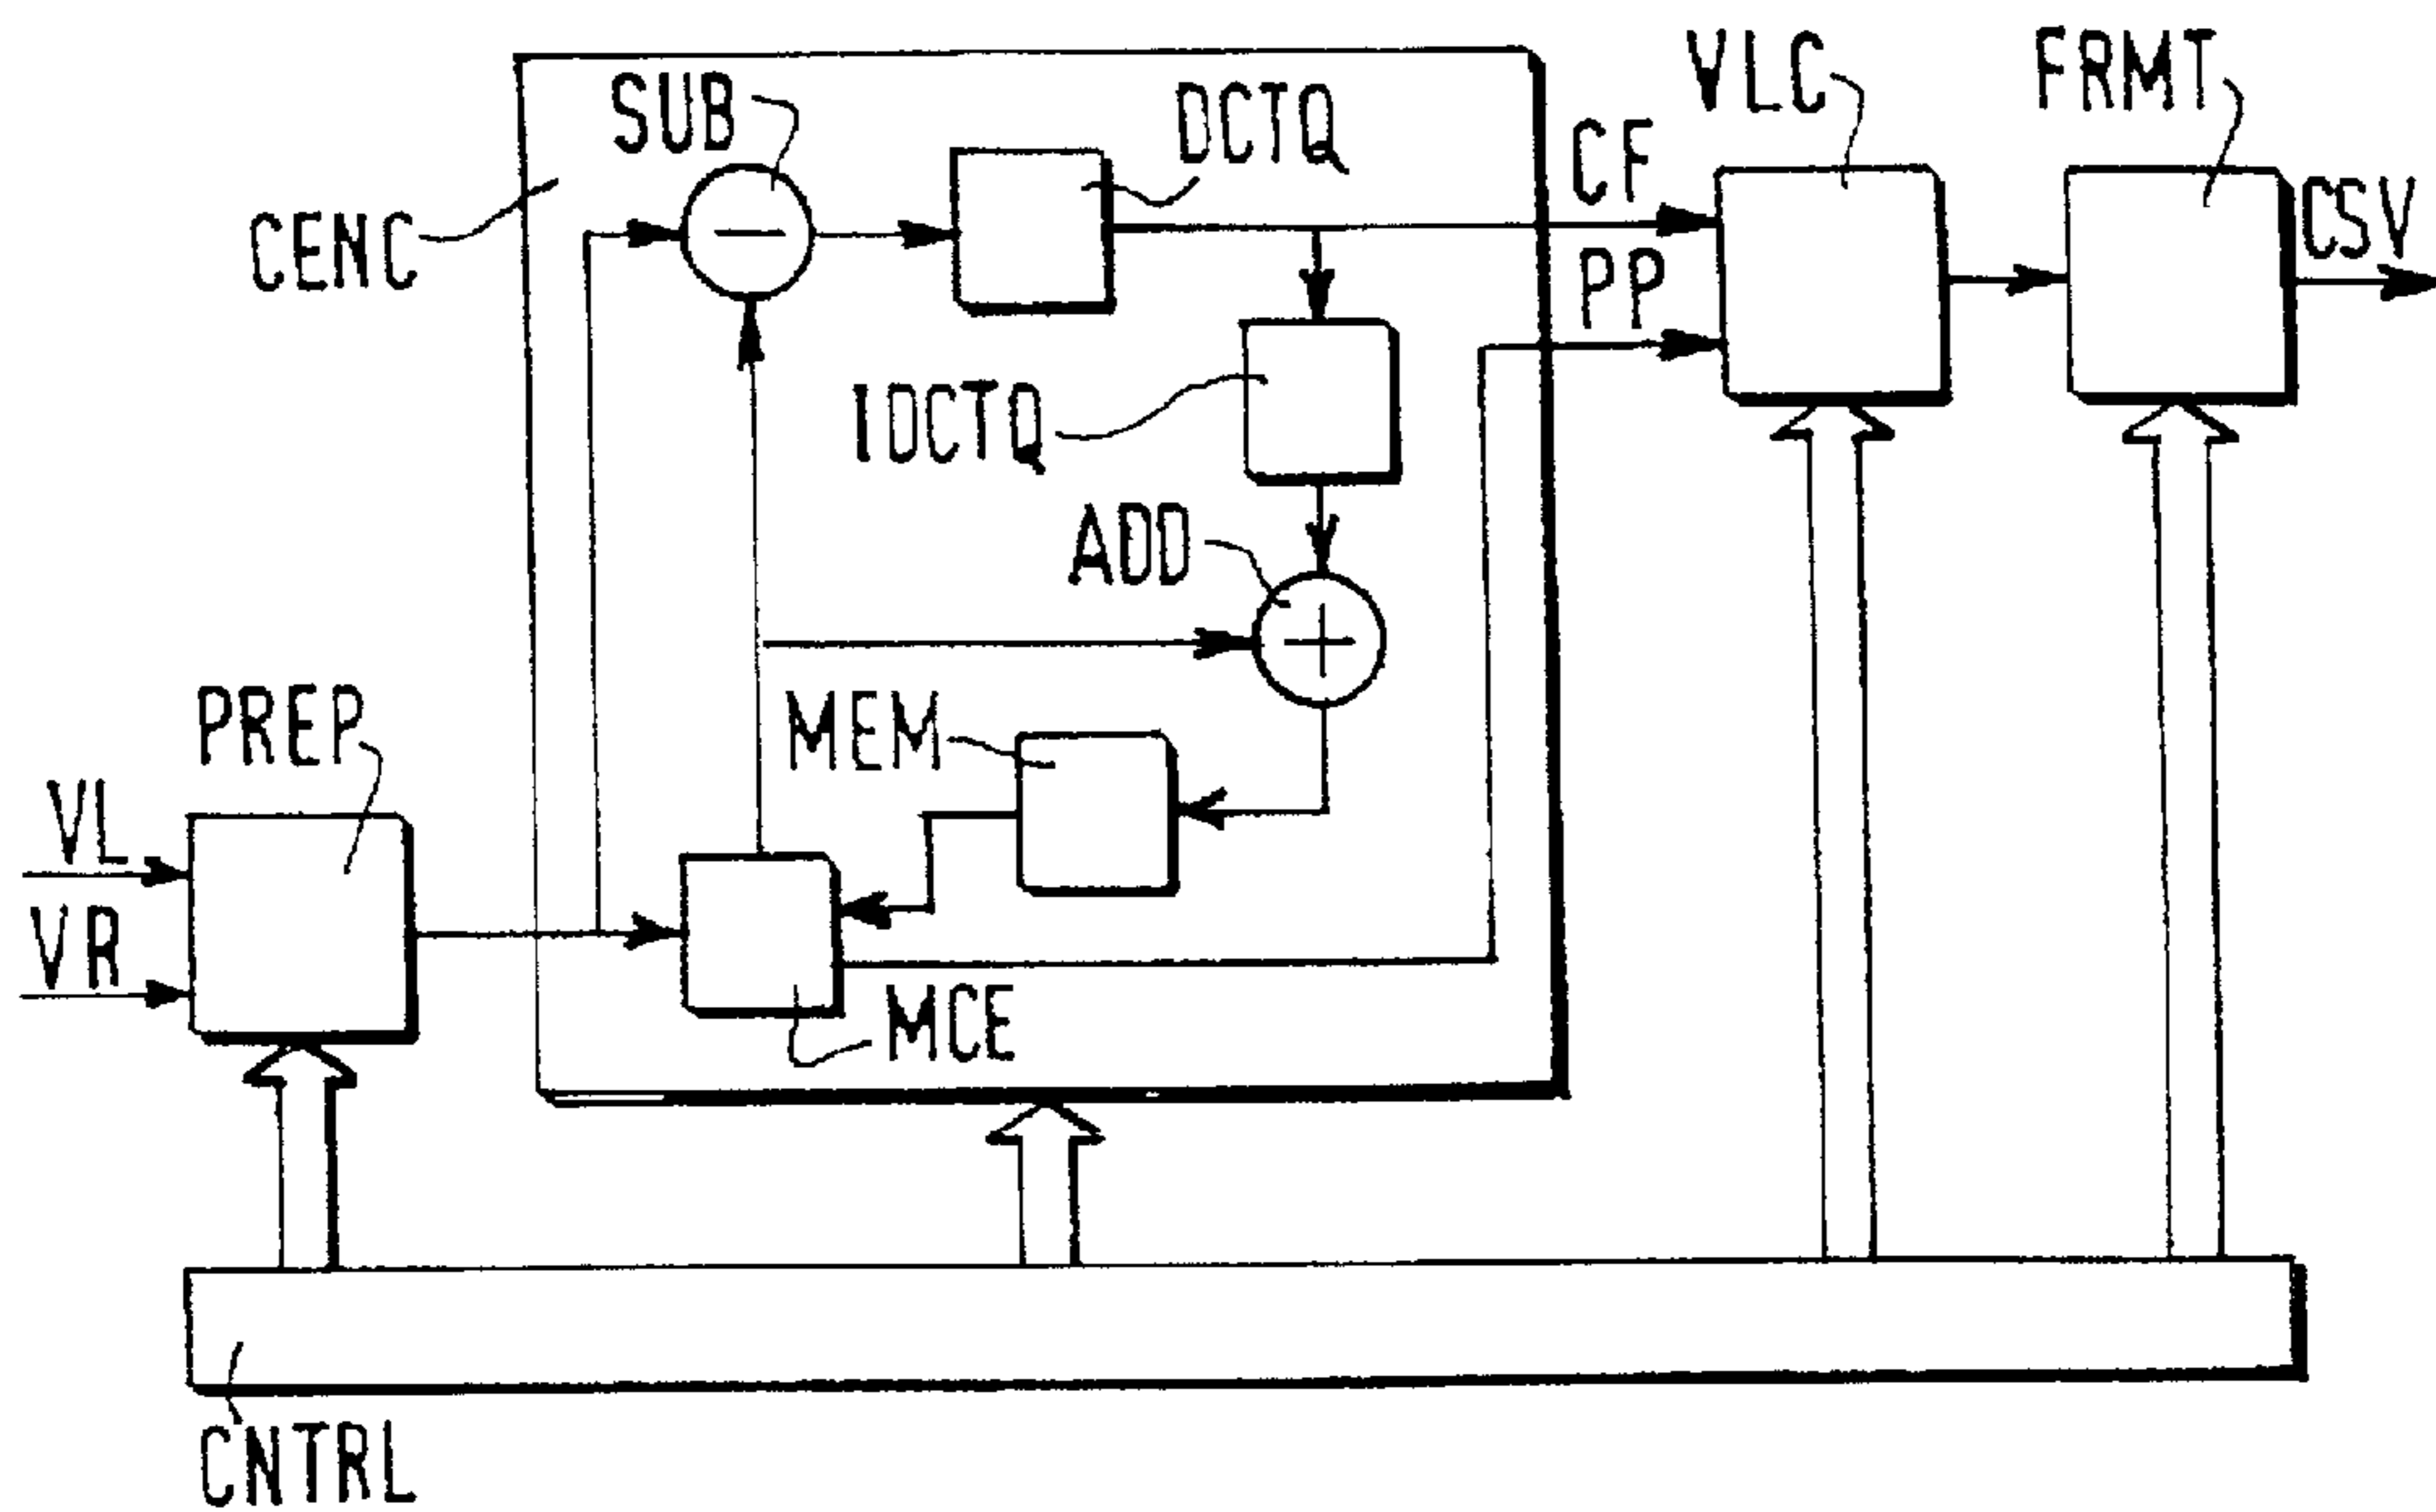 VLC
FRMT
SUB
DCTQ
CF
CENC
CSV
PP
IDCTQ
ADD
PREP
MEM
VL
VR
MCE
CNTRL